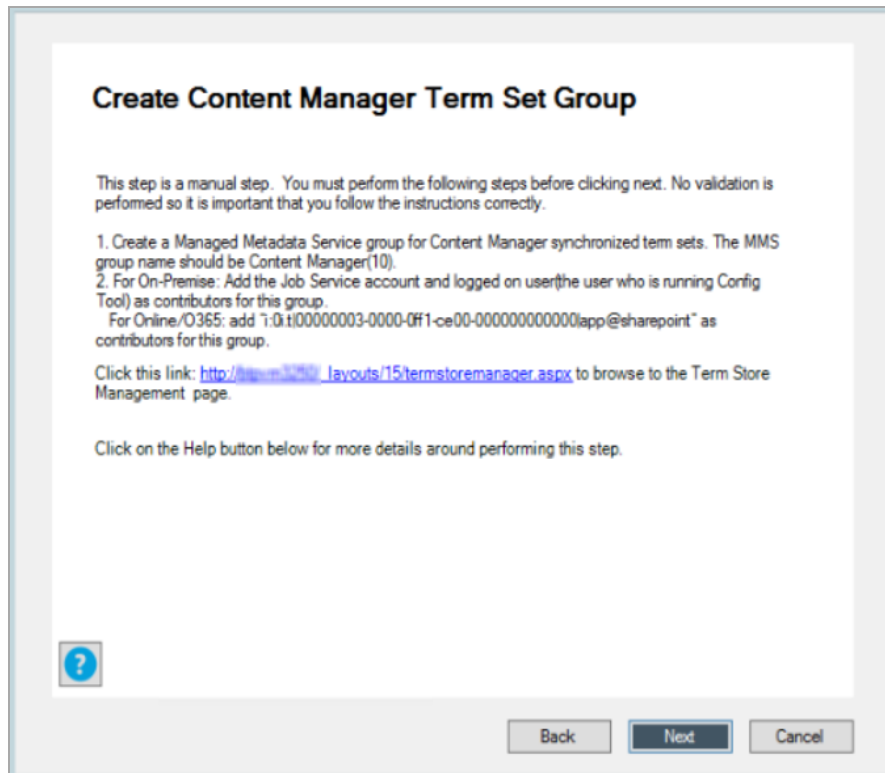 Create Content Manager Term Set Group
This step is a manual step. You must perform the following steps before clicking next. No validation is
performed so it is important that you follow the instructions correctly.
1. Create a Managed Metadata Service group for Content Manager synchronized term sets. The MMS
group name should be Content Manager(10).
2. For On-Premise: Add the Job Service account and logged on user(the user who is running Config
Tool) as contributors for this group.
For Online/O365: add "i:0i.t|00000003-0000-0ff1-ce00-000000000000|app@sharepoint" as
contributors for this group.
Click this link: http:// _layouts/15/termstoremanager.aspx to browse to the Term Store
Management page.
Click on the Help button below for more details around performing this step.
?
Back Next Cancel